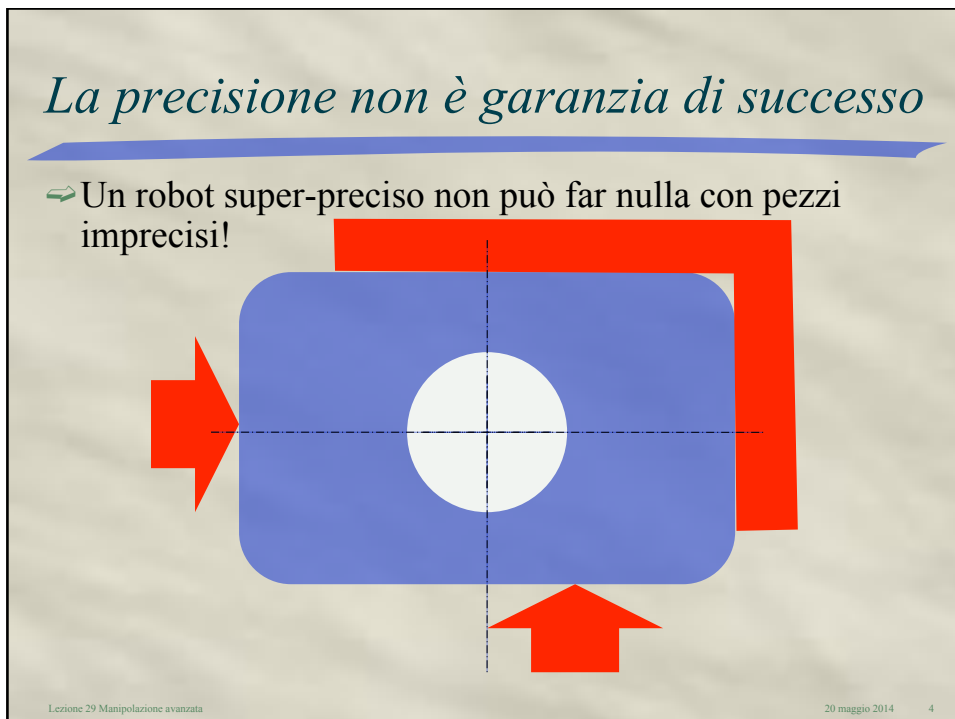 La precisione non è garanzia di successo
Un robot super-preciso non può far nulla con pezzi
imprecisi!
Lezione 29 Manipolazione avanzata
20 maggio 2014
4